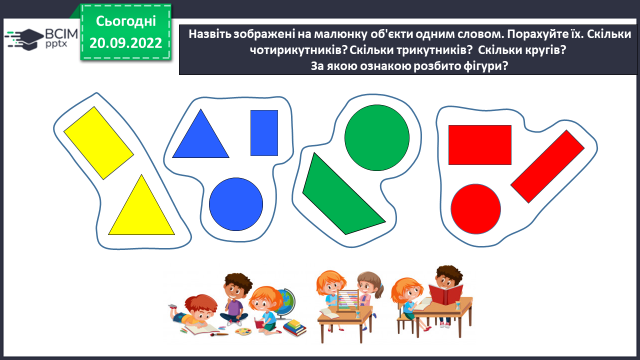 Сьогодні
20.09.2022
BCIM
pptx
Назвіть зображені на малюнку об'єкти одним словом. Порахуйте їх. Скільки
чотирикутників? Скільки трикутників? Скільки кругів?
За якою ознакою розбито фігури?